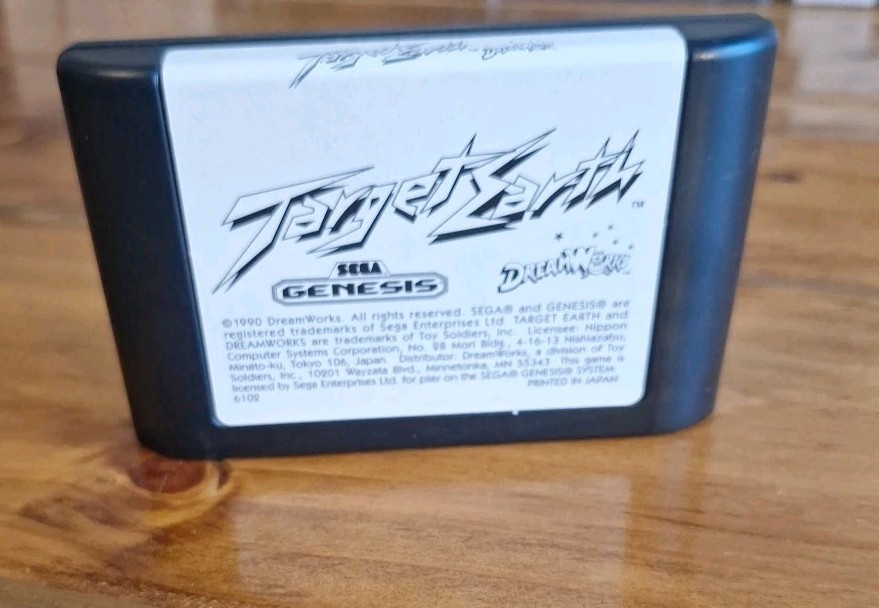 Target Earth DREAMWORKS
Target Earth™
SEGA
GENESIS
DREAMWORKS
©1990 DreamWorks. All rights reserved. SEGA® and GENESIS® are
registered trademarks of Sega Enterprises Ltd. TARGET EARTH and
DREAMWORKS are trademarks of Toy Soldiers, Inc. Licensee: Nippon
Computer Systems Corporation, No. 28 Mori Bldg., 4-16-13 Nishiazabu,
Minato-ku, Tokyo 106, Japan. Distributor: DreamWorks, a division of Toy
Soldiers, Inc., 10201 Wayzata Blvd., Minnetonka, MN 55343. This game is
licensed by Sega Enterprises Ltd. for play on the SEGA® GENESIS® SYSTEM.
6102 PRINTED IN JAPAN